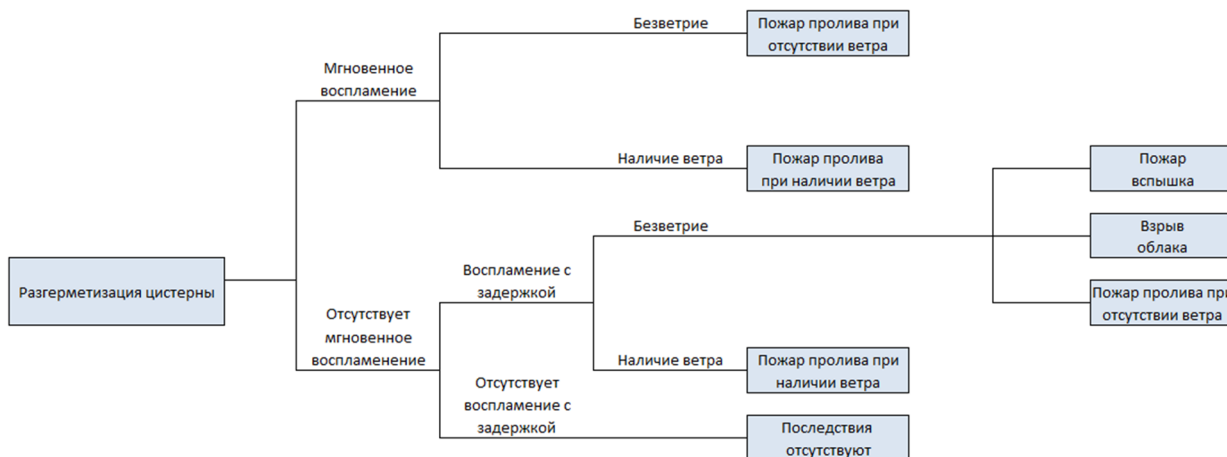 Безветрие
Пожар пролива при
отсутствии ветра
Мгновенное
воспламение
Наличие ветра
Пожар пролива
при наличии ветра
Пожар
вспышка
Безветрие
Взрыв
облака
Разгерметизация цистерны
Воспламение с
задержкой
Пожар пролива при
отсутствии ветра
Отсутствует
мгновенное
воспламенение
Наличие ветра
Пожар пролива при
наличии ветра
Отсутствует
воспламение с
задержкой
Последствия
отсутствуют